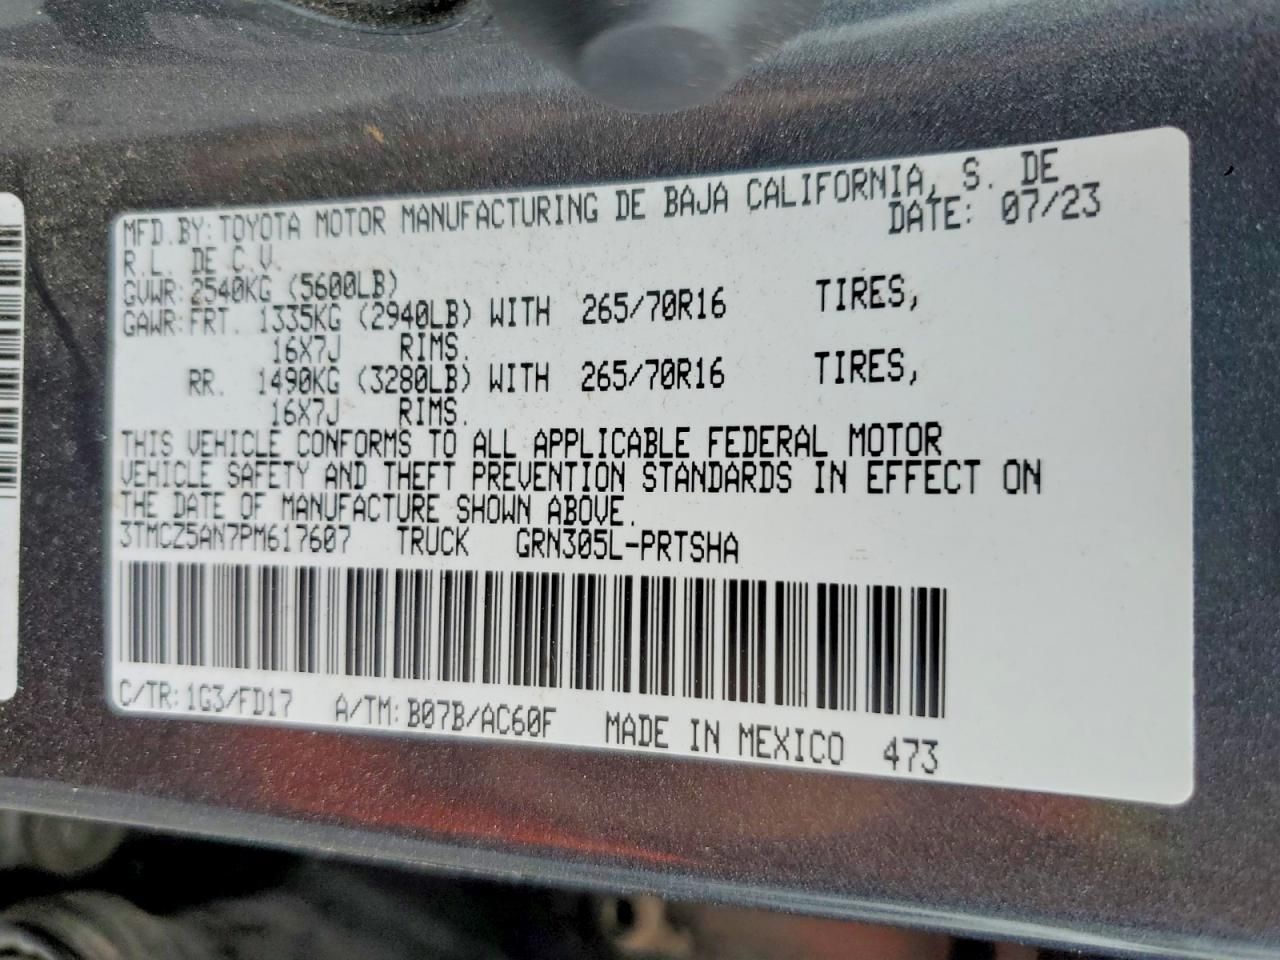 MFD.BY: TOYOTA MOTOR MANUFACTURING DE BAJA CALIFORNIA, S. DE
R.L. DE C.V. DATE: 07/23
GVWR: 2540KG (5600LB)
GAWR: FRT. 1335KG (2940LB) WITH 265/70R16 TIRES,
16X7J RIMS.
RR. 1490KG (3280LB) WITH 265/70R16 TIRES,
16X7J RIMS.
THIS VEHICLE CONFORMS TO ALL APPLICABLE FEDERAL MOTOR
VEHICLE SAFETY AND THEFT PREVENTION STANDARDS IN EFFECT ON
THE DATE OF MANUFACTURE SHOWN ABOVE.
3TMCZ5AN7PM617607 TRUCK GRN305L-PRTSHA
C/TR: 1G3/FD17 A/TM: B07B/AC60F MADE IN MEXICO 473